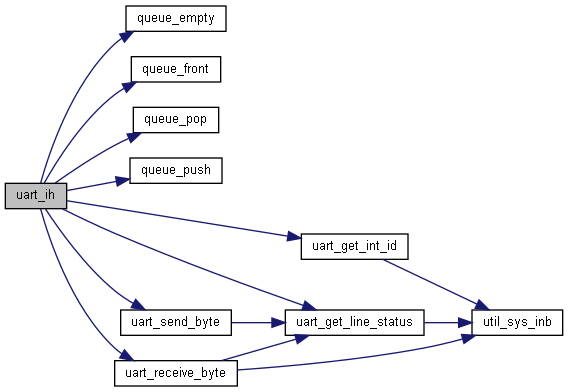 queue_empty
queue_front
queue_pop
queue_push
uart_ih
uart_get_int_id
uart_send_byte
uart_get_line_status
util_sys_inb
uart_receive_byte